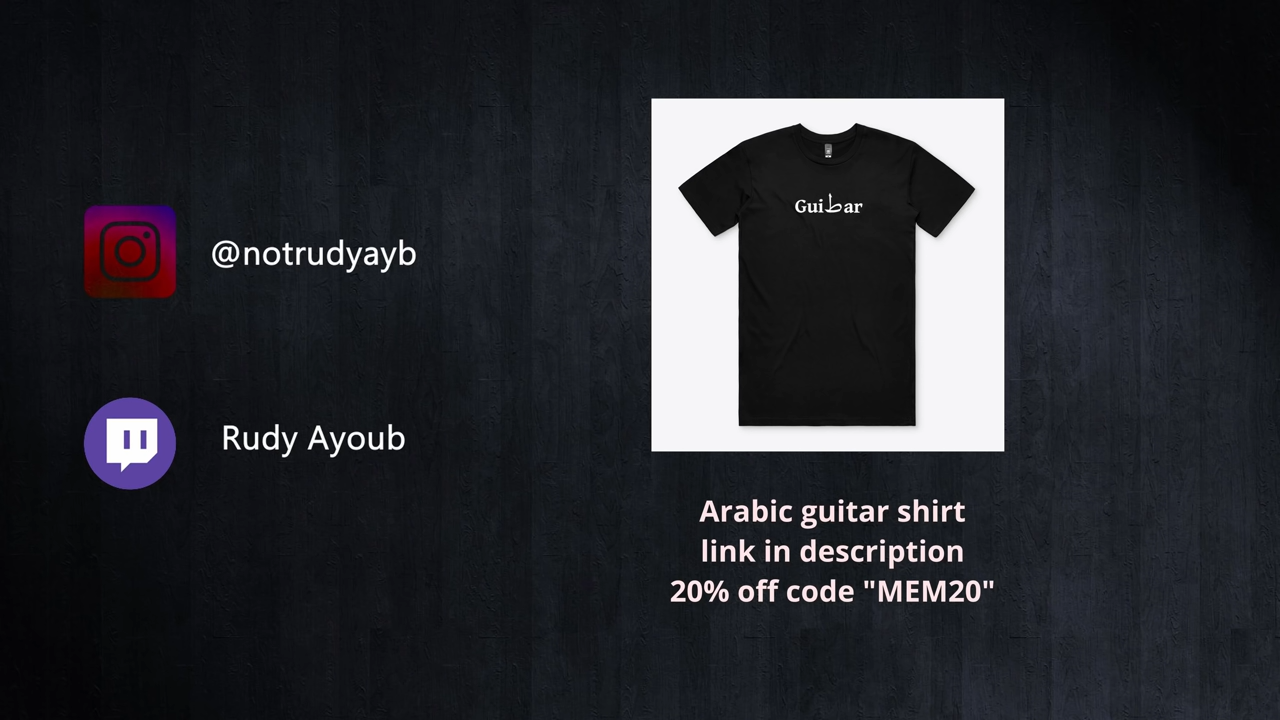 @notrudyayb
Rudy Ayoub
Guiطar
Arabic guitar shirt
link in description
20% off code "MEM20"